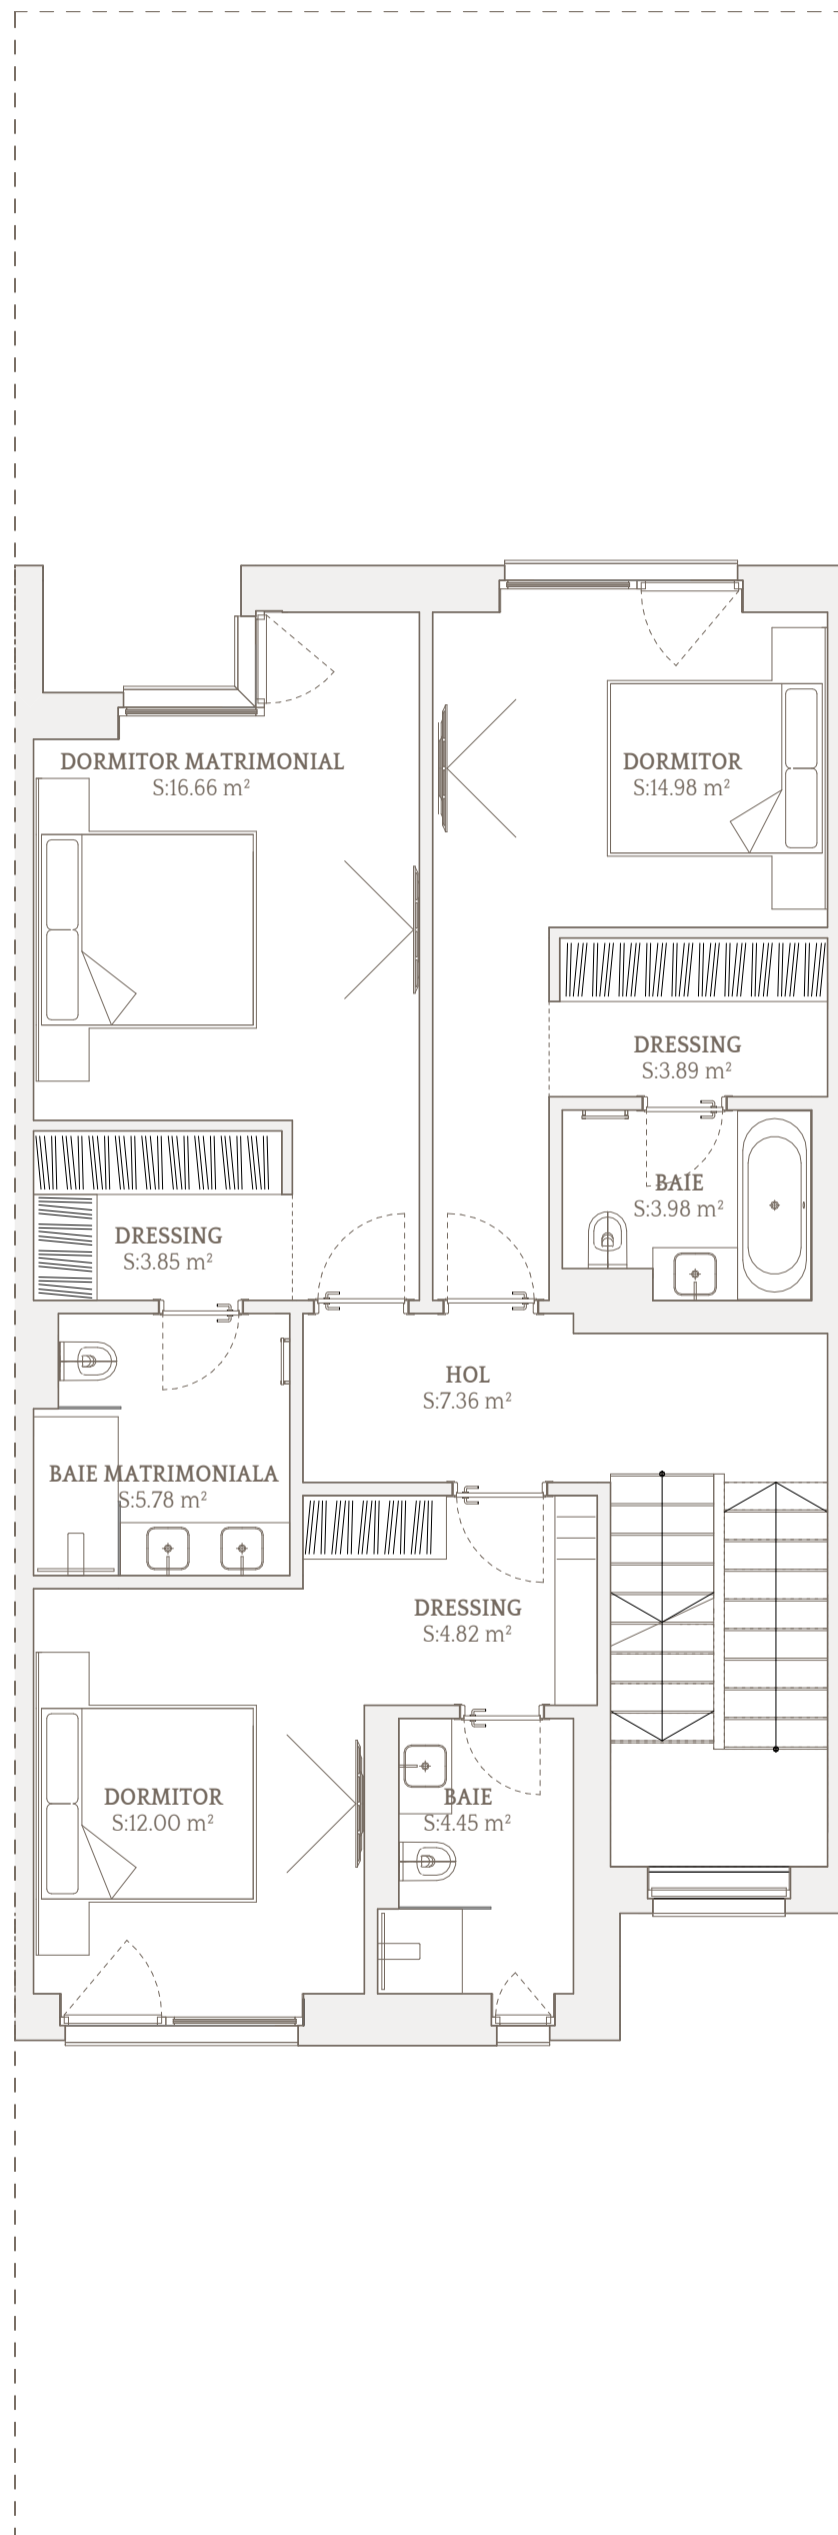 DORMITOR MATRIMONIAL
S:16.66 m²
DORMITOR
S:14.98 m²
DRESSING
S:3.89 m²
BAIE
S:3.98 m²
DRESSING
S:3.85 m²
HOL
S:7.36 m²
BAIE MATRIMONIALA
S:5.78 m²
DRESSING
S:4.82 m²
DORMITOR
S:12.00 m²
BAIE
S:4.45 m²